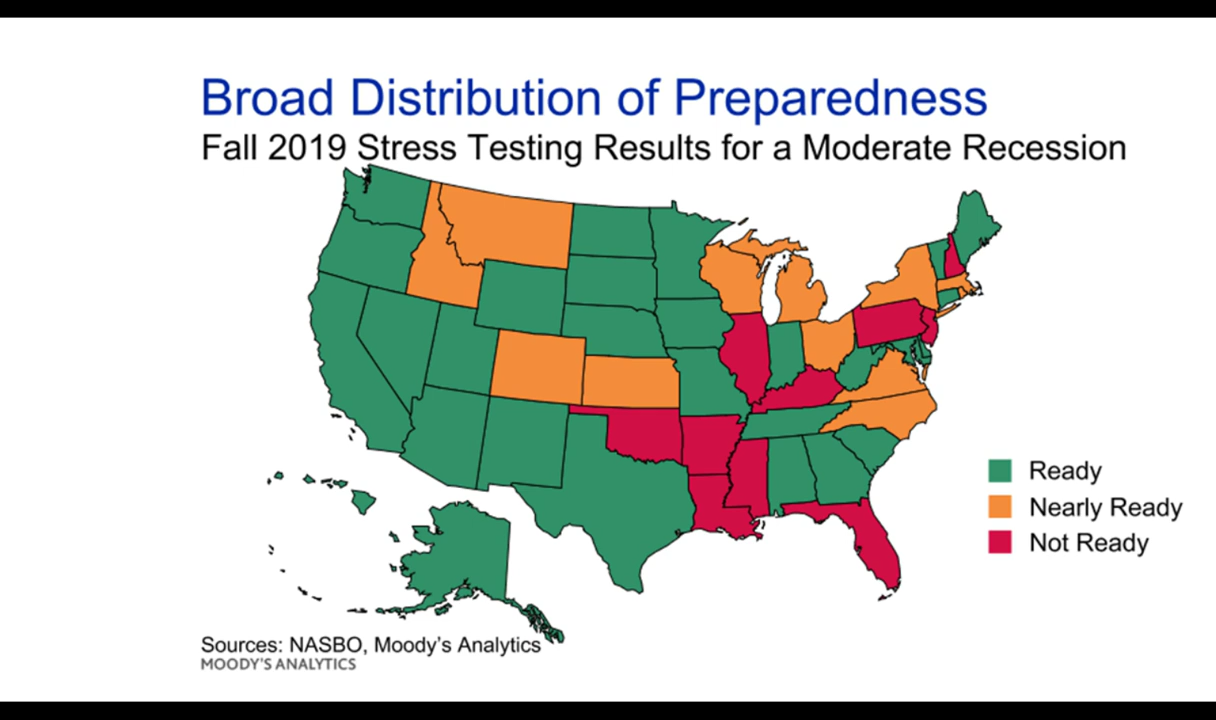 Broad Distribution of Preparedness
Fall 2019 Stress Testing Results for a Moderate Recession
Ready
Nearly Ready
Not Ready
Sources: NASBO, Moody's Analytics
MOODY'S ANALYTICS